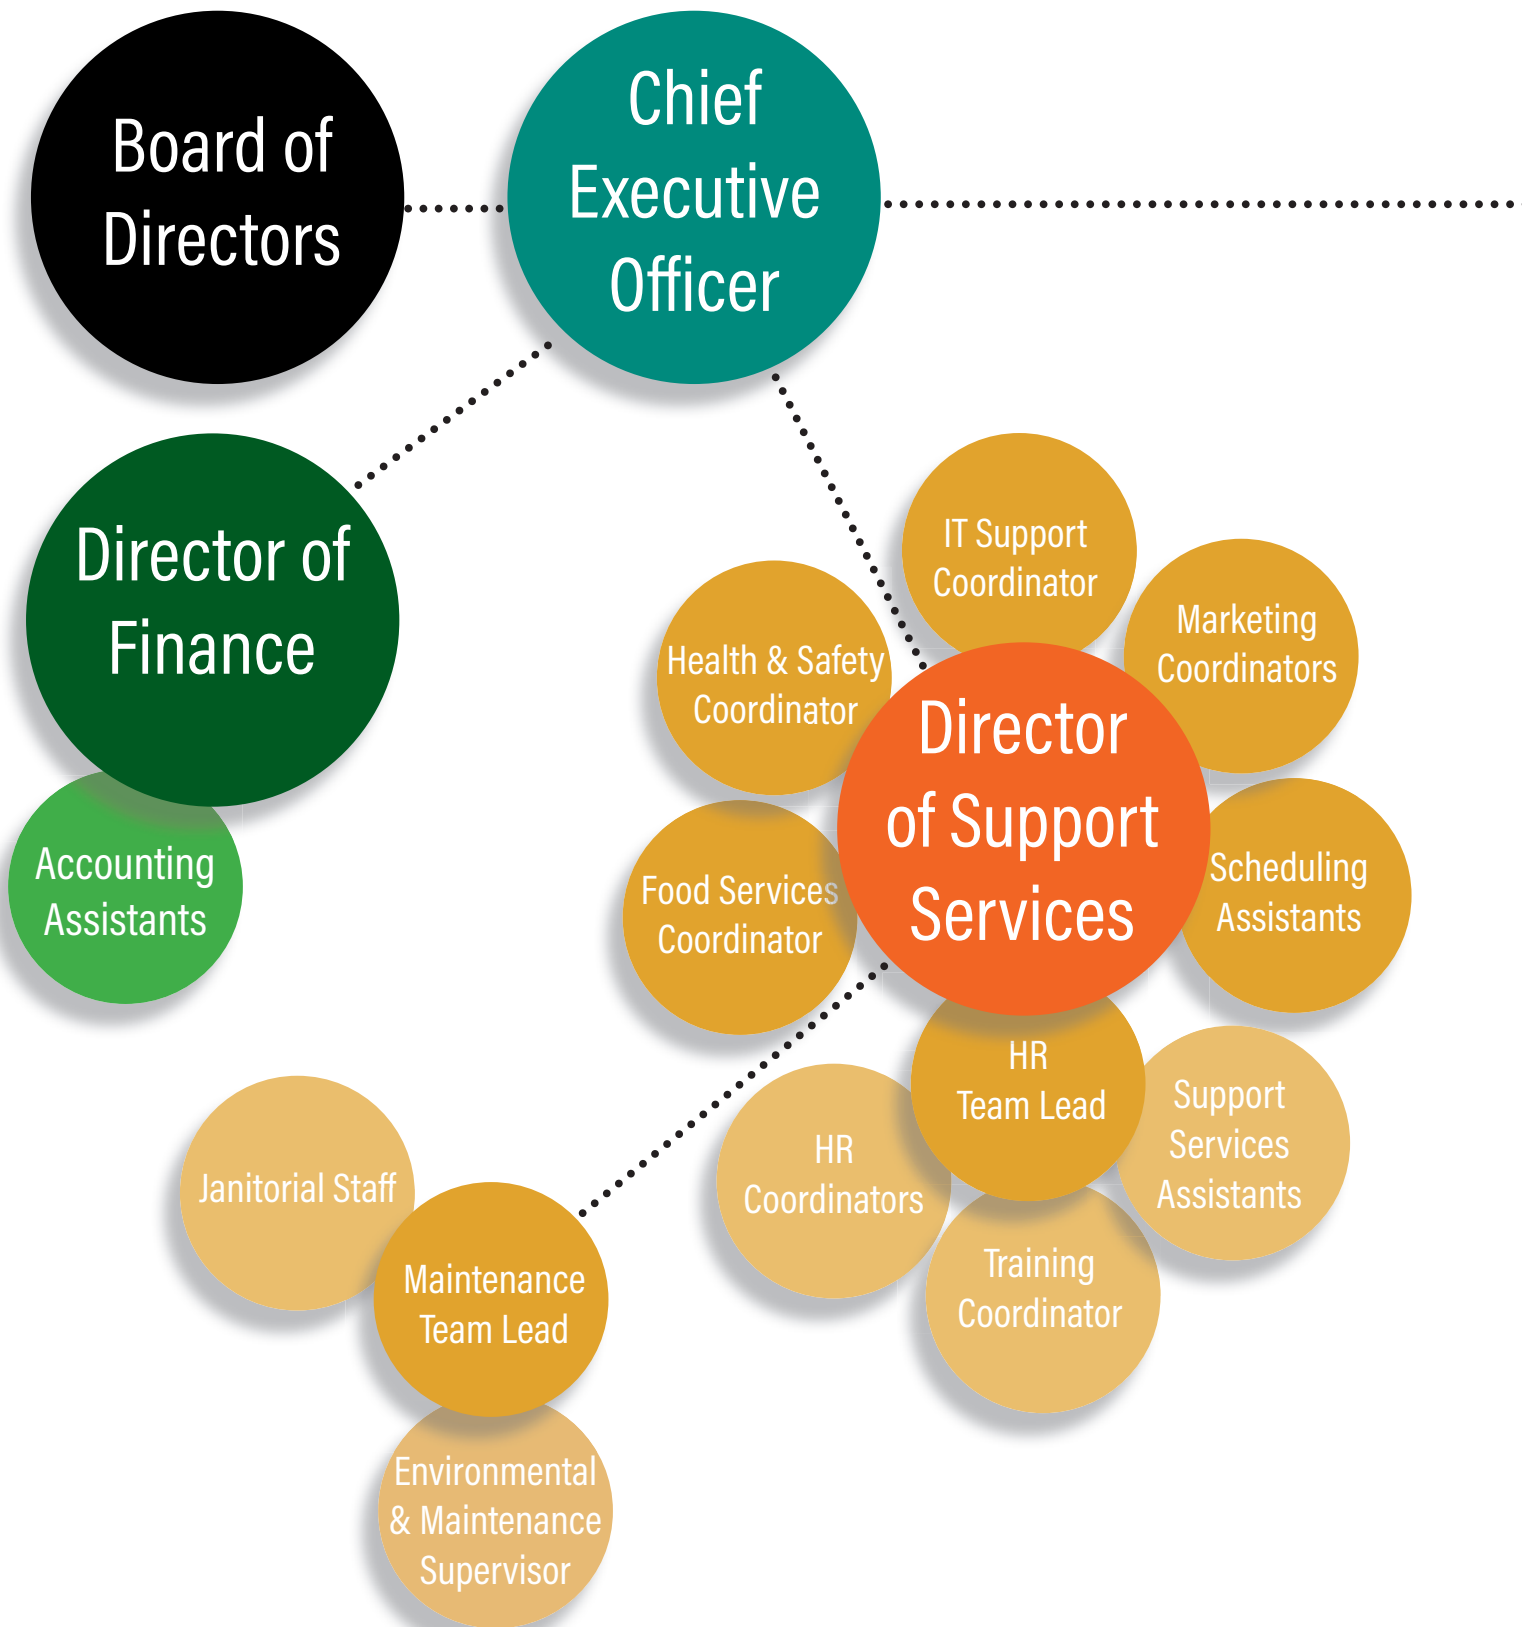 Board of
Directors
Chief
Executive
Officer
Director of
Finance
Accounting
Assistants
IT Support
Coordinator
Marketing
Coordinators
Health & Safety
Coordinator
Director
of Support
Services
Food Services
Coordinator
Scheduling
Assistants
HR
Team Lead
Support
Services
Assistants
HR
Coordinators
Training
Coordinator
Janitorial Staff
Maintenance
Team Lead
Environmental
& Maintenance
Supervisor